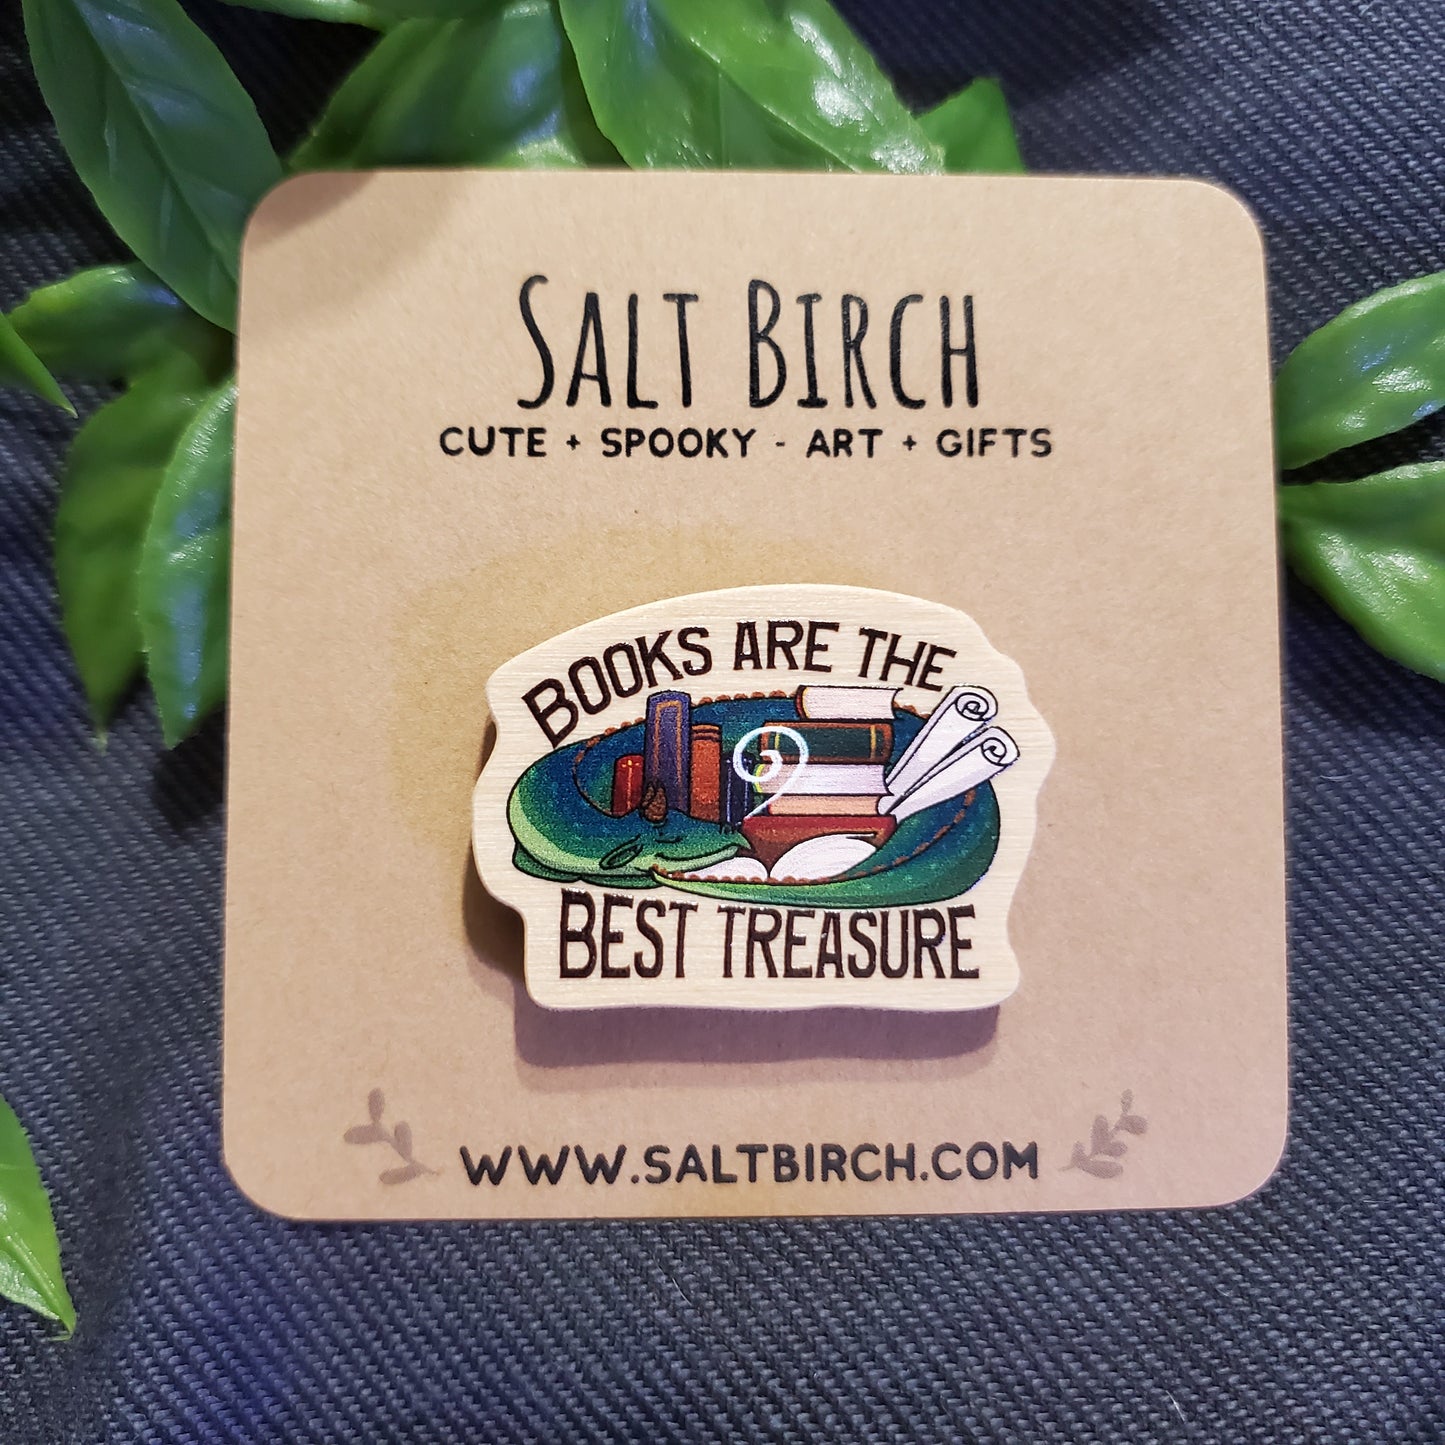 SALT BIRCH
CUTE + SPOOKY - ART + GIFTS
BOOKS ARE THE
BEST TREASURE
WWW.SALTBIRCH.COM